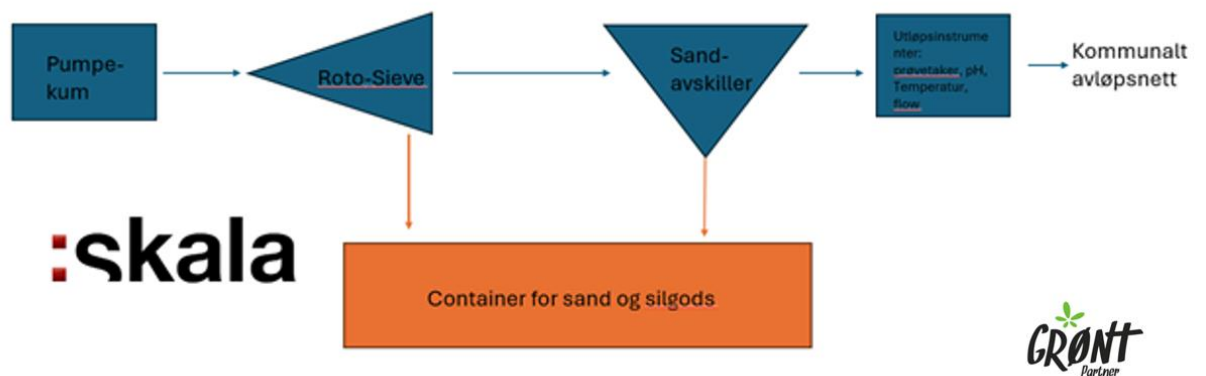 Pumpe-
kum
Roto-Sieve
Sand-
avskiller
Utløpsinstrume
nter:
prøvetaker, pH,
Temperatur,
flow
Kommunalt
avløpsnett
:skala
Container for sand og silgods
GRØNT
Partner